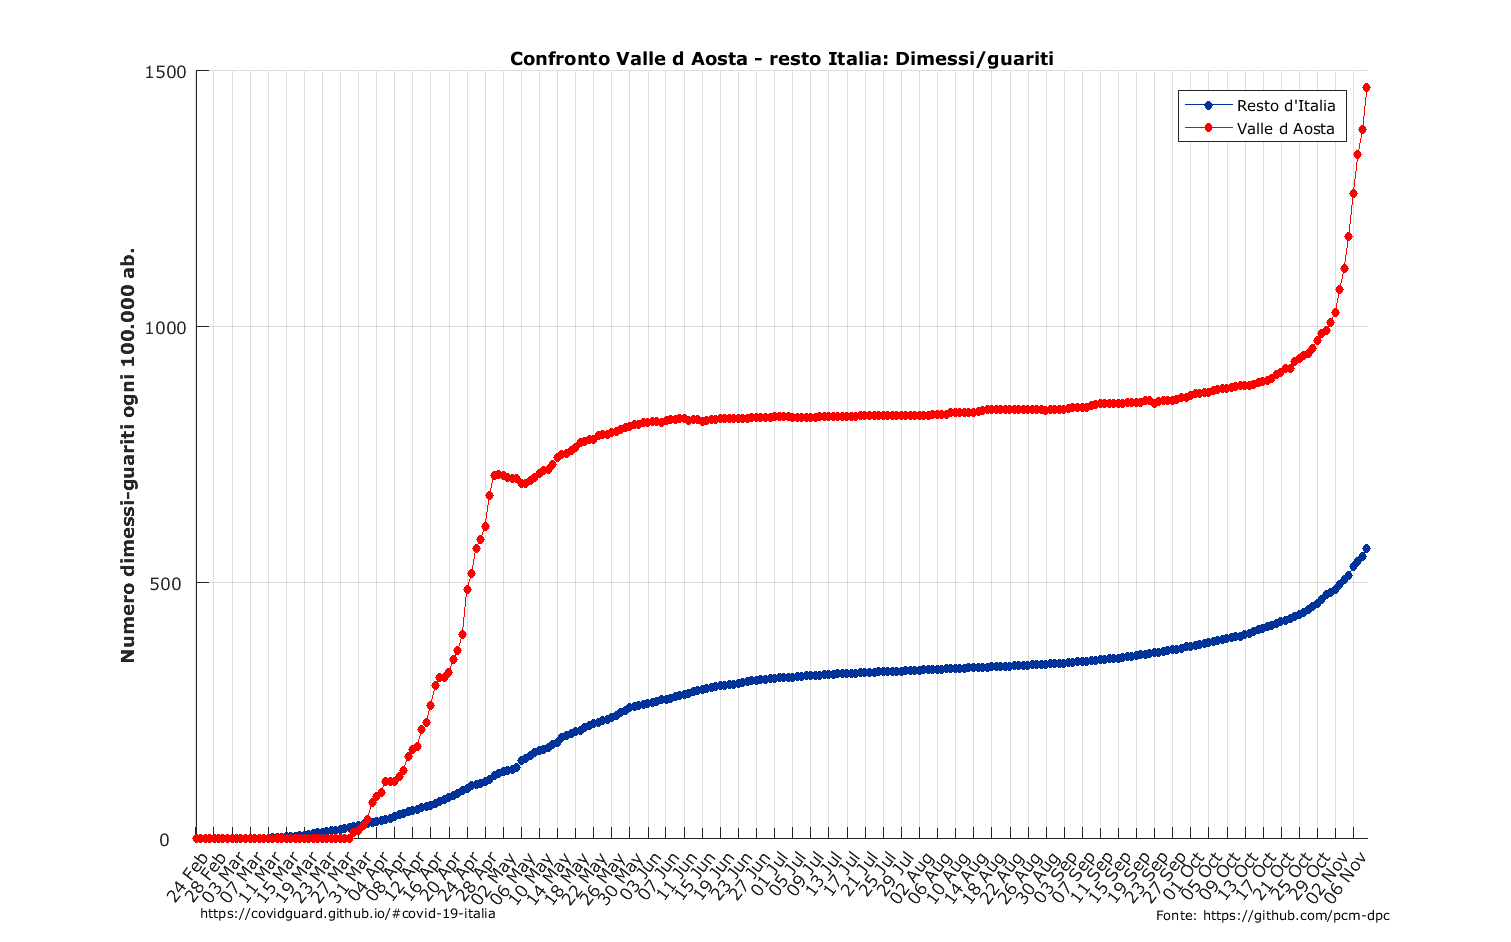 Confronto Valle d Aosta - resto Italia: Dimessi/guariti
Numero dimessi-guariti ogni 100.000 ab.
1500
1000
500
0
Resto d'Italia
Valle d Aosta
24 Feb
28 Feb
03 Mar
07 Mar
11 Mar
15 Mar
19 Mar
23 Mar
27 Mar
31 Mar
04 Apr
08 Apr
12 Apr
16 Apr
20 Apr
24 Apr
28 Apr
02 May
06 May
10 May
14 May
18 May
22 May
26 May
30 May
03 Jun
07 Jun
11 Jun
15 Jun
19 Jun
23 Jun
27 Jul
01 Jul
05 Jul
09 Jul
13 Jul
17 Jul
21 Jul
25 Jul
29 Jul
02 Aug
06 Aug
10 Aug
14 Aug
18 Aug
22 Aug
26 Aug
30 Aug
03 Sep
07 Sep
11 Sep
15 Sep
19 Sep
23 Sep
27 Sep
01 Oct
05 Oct
09 Oct
13 Oct
17 Oct
21 Oct
25 Oct
29 Oct
02 Nov
06 Nov
https://covidguard.github.io/#covid-19-italia
Fonte: https://github.com/pcm-dpc